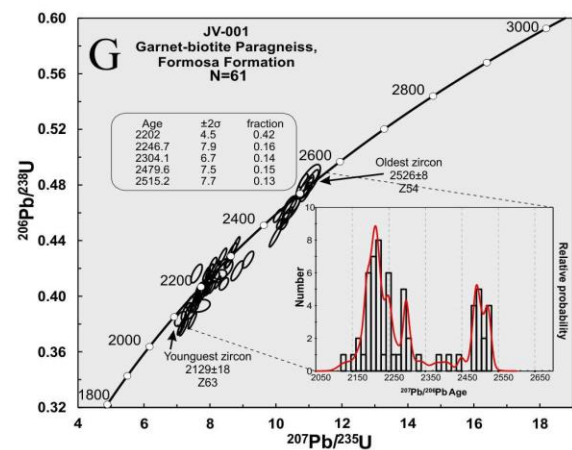 G
JV-001
Garnet-biotite Paragneiss,
Formosa Formation
N=61
Age ±2σ fraction
2202 4.5 0.42
2246.7 7.9 0.16
2304.1 6.7 0.14
2479.6 7.5 0.15
2515.2 7.7 0.13
0.60
0.56
0.52
0.48
0.44
0.40
0.36
0.32
206Pb/238U
3000
2800
2600
2400
2200
2000
1800
Oldest zircon
2526±8
Z54
Younguest zircon
2129±18
Z63
10
8
6
4
2
0
Number
Relative probability
2050 2150 2250 2350 2450 2550 2650
207Pb/206Pb Age
4 6 8 10 12 14 16 18
207Pb/235U